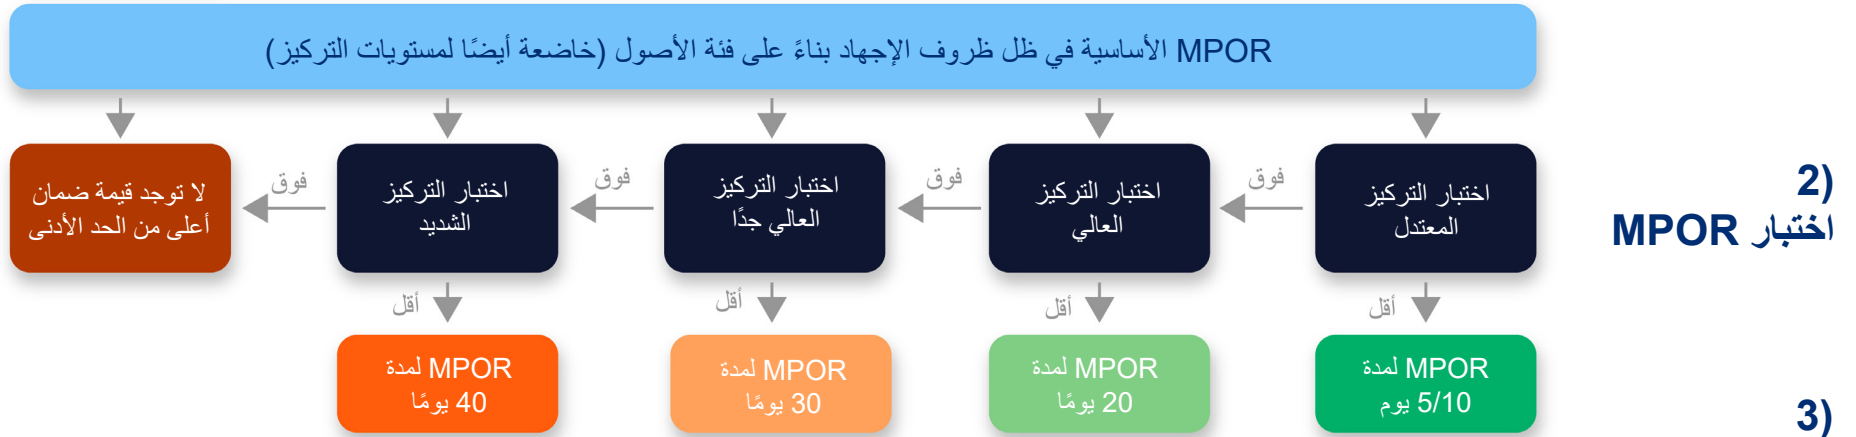 MPOR الأساسية في ظل ظروف الإجهاد بناءً على فئة الأصول (خاضعة أيضًا لمستويات التركيز)
2)
اختبار MPOR
اختبار التركيز
المعتدل
فوق
اختبار التركيز
العالي
فوق
اختبار التركيز
العالي جدًا
فوق
اختبار التركيز
الشديد
فوق
لا توجد قيمة ضمان
أعلى من الحد الأدنى
أقل
أقل
أقل
أقل
MPOR لمدة
5/10 يوم
MPOR لمدة
20 يومًا
MPOR لمدة
30 يومًا
MPOR لمدة
40 يومًا
3)